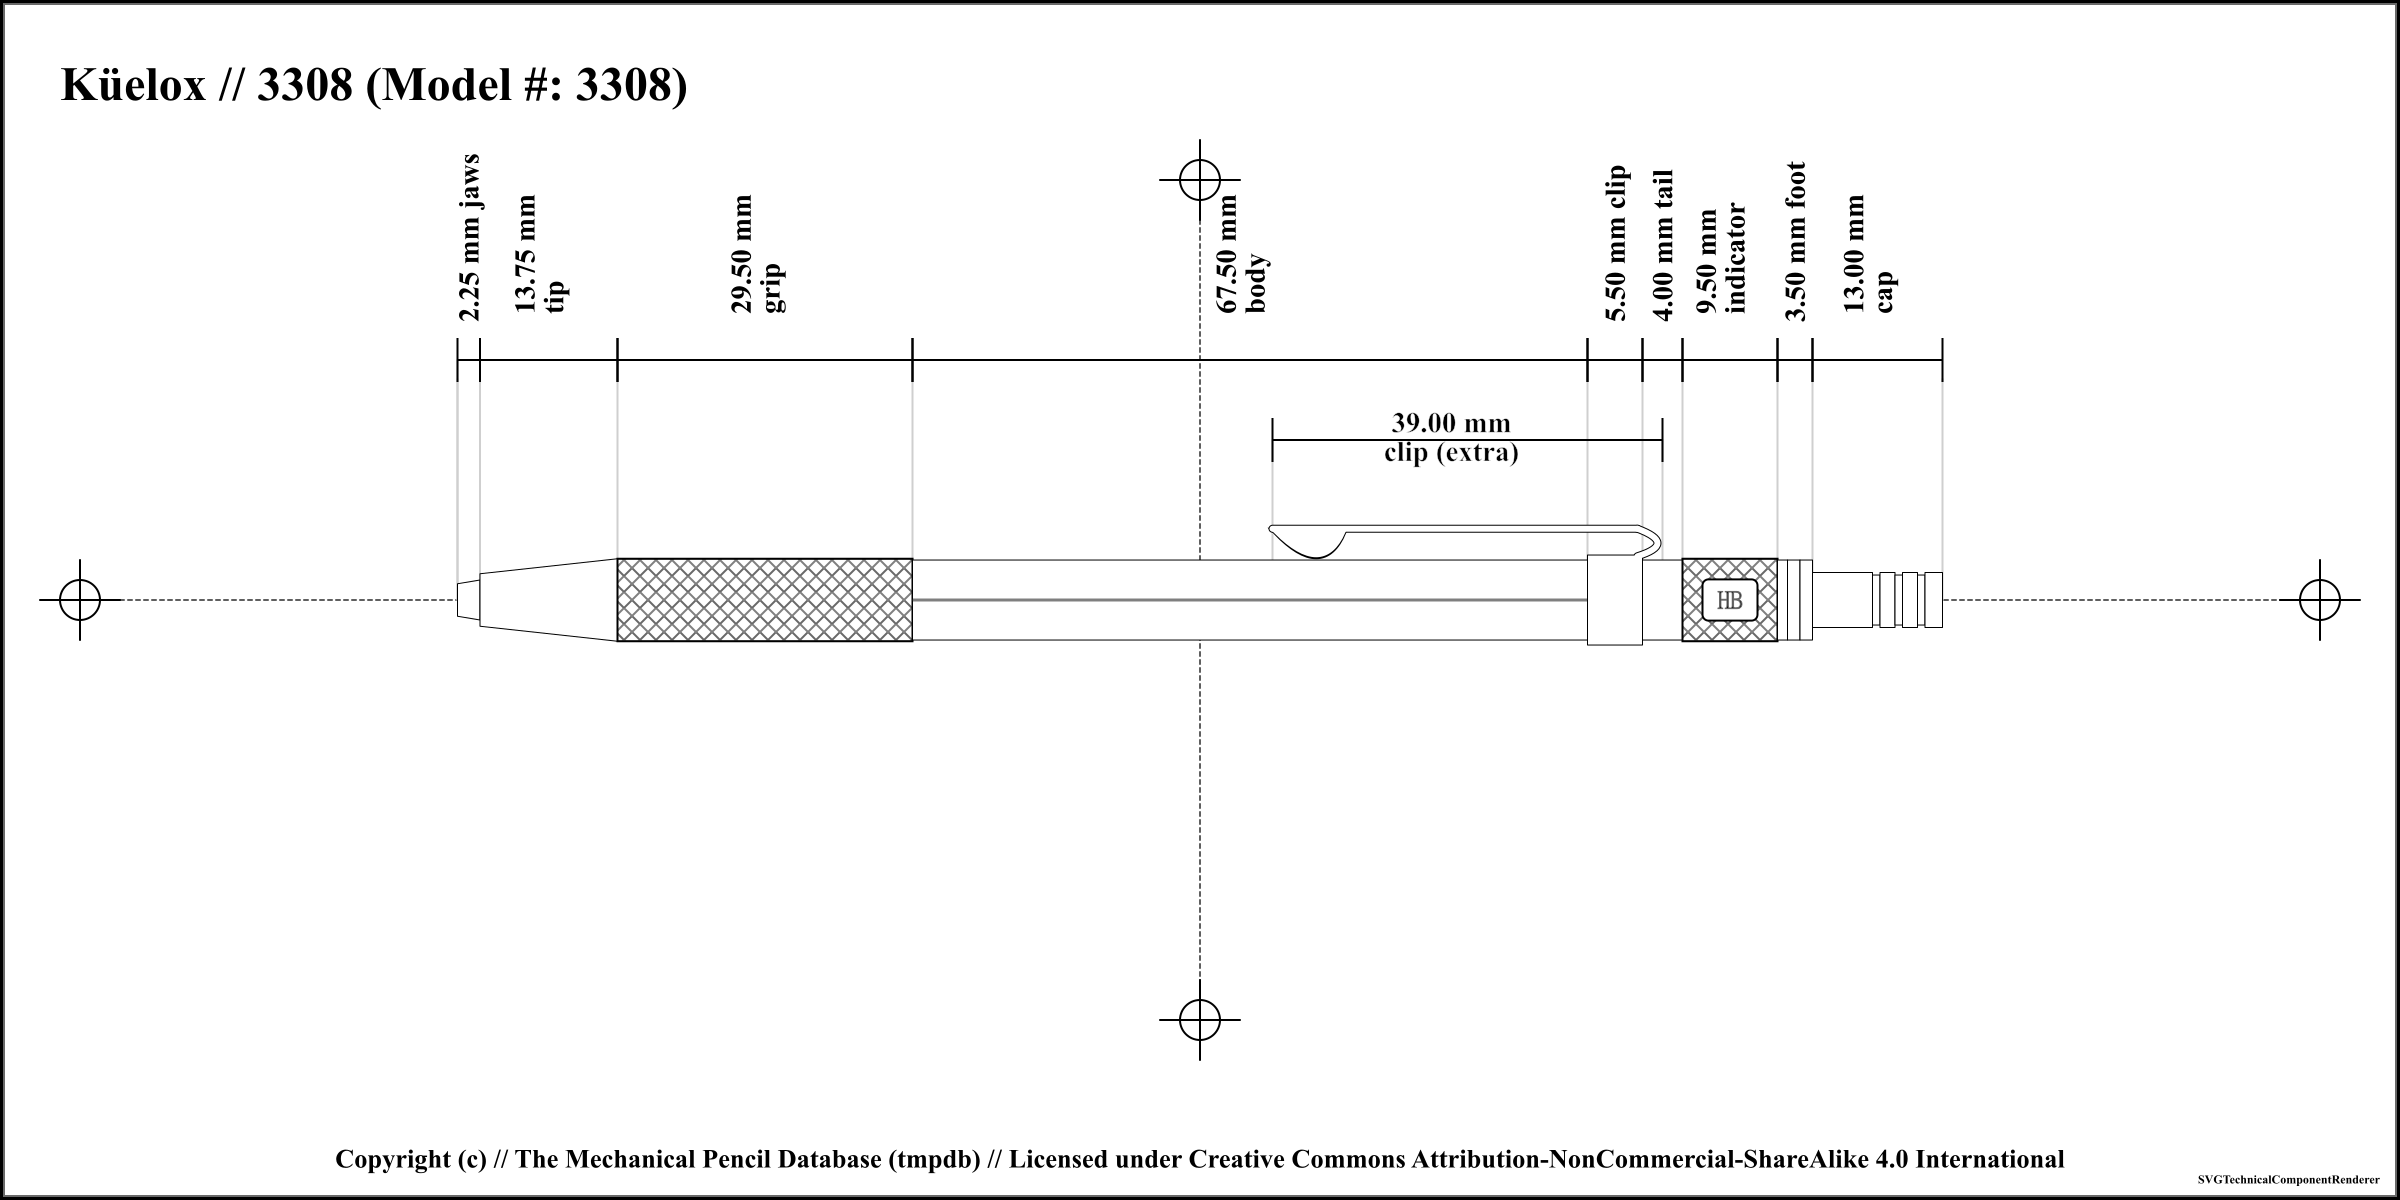 Küelox // 3308 (Model #: 3308)
2.25 mm jaws
13.75 mm
tip
29.50 mm
grip
67.50 mm
body
5.50 mm clip
4.00 mm tail
9.50 mm
indicator
3.50 mm foot
13.00 mm
cap
39.00 mm
clip (extra)
HB
Copyright (c) // The Mechanical Pencil Database (tmpdb) // Licensed under Creative Commons Attribution-NonCommercial-ShareAlike 4.0 International
SVGTechnicalComponentRenderer